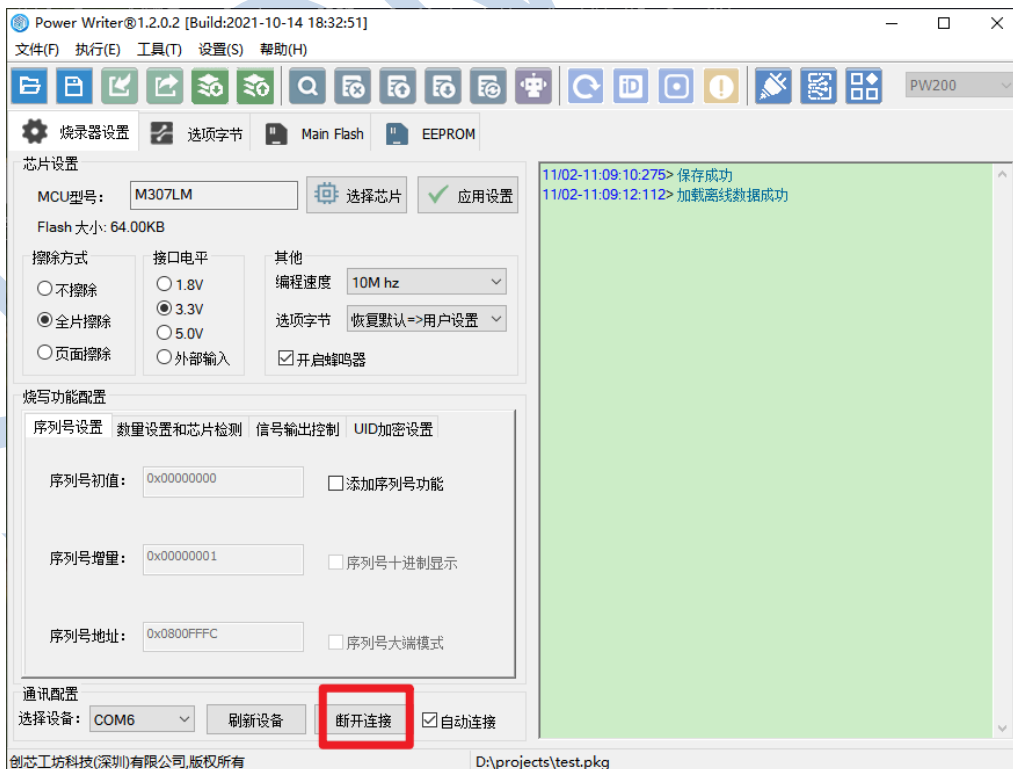 Power Writer®1.2.0.2 [Build:2021-10-14 18:32:51]
文件(F) 执行(E) 工具(T) 设置(S) 帮助(H)
iD
PW200
烧录器设置 选项字节 Main Flash EEPROM
芯片设置
MCU型号: M307LM 选择芯片 应用设置
Flash 大小: 64.00KB
擦除方式 接口电平 其他
不擦除 1.8V 编程速度 10M hz
全片擦除 3.3V 选项字节 恢复默认=>用户设置
5.0V
页面擦除 外部输入 开启蜂鸣器
烧写功能配置
序列号设置 数量设置和芯片检测 信号输出控制 UID加密设置
序列号初值: 0x00000000 添加序列号功能
序列号增量: 0x00000001 序列号十进制显示
序列号地址: 0x0800FFFC 序列号大端模式
通讯配置
选择设备: COM6 刷新设备 断开连接 自动连接
11/02-11:09:10:275> 保存成功
11/02-11:09:12:112> 加载离线数据成功
创芯工坊科技(深圳)有限公司,版权所有 D:\projects\test.pkg